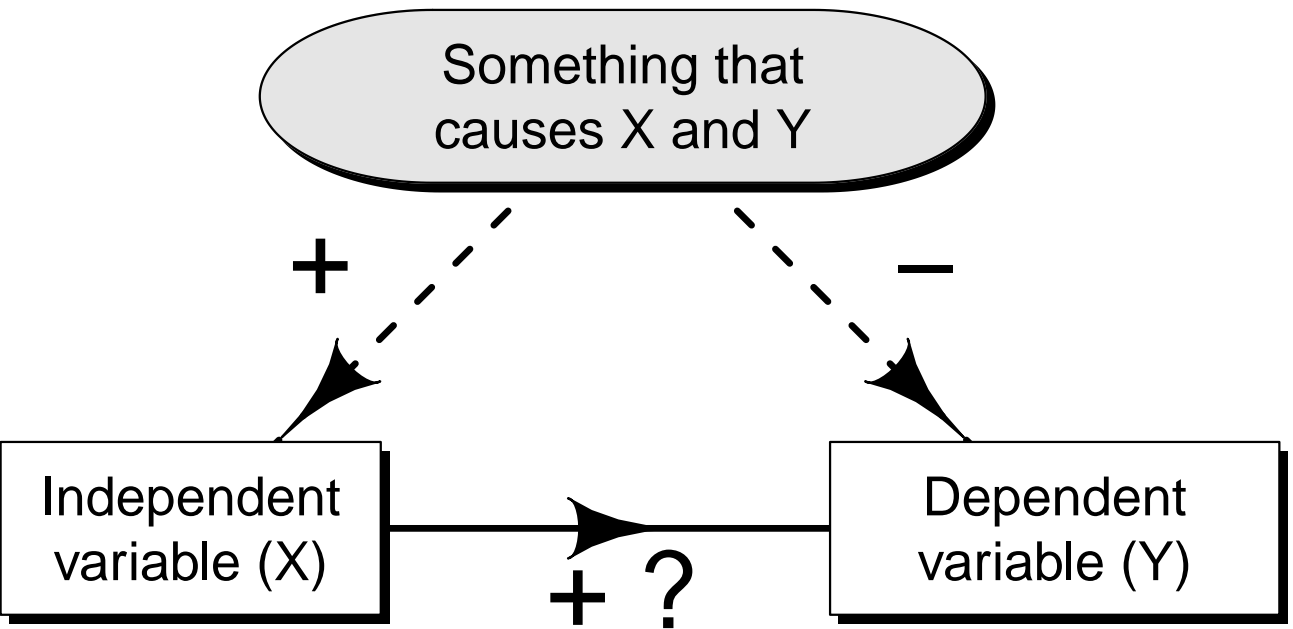 Something that
causes X and Y
+
–
Independent
variable (X)
Dependent
variable (Y)
+ ?